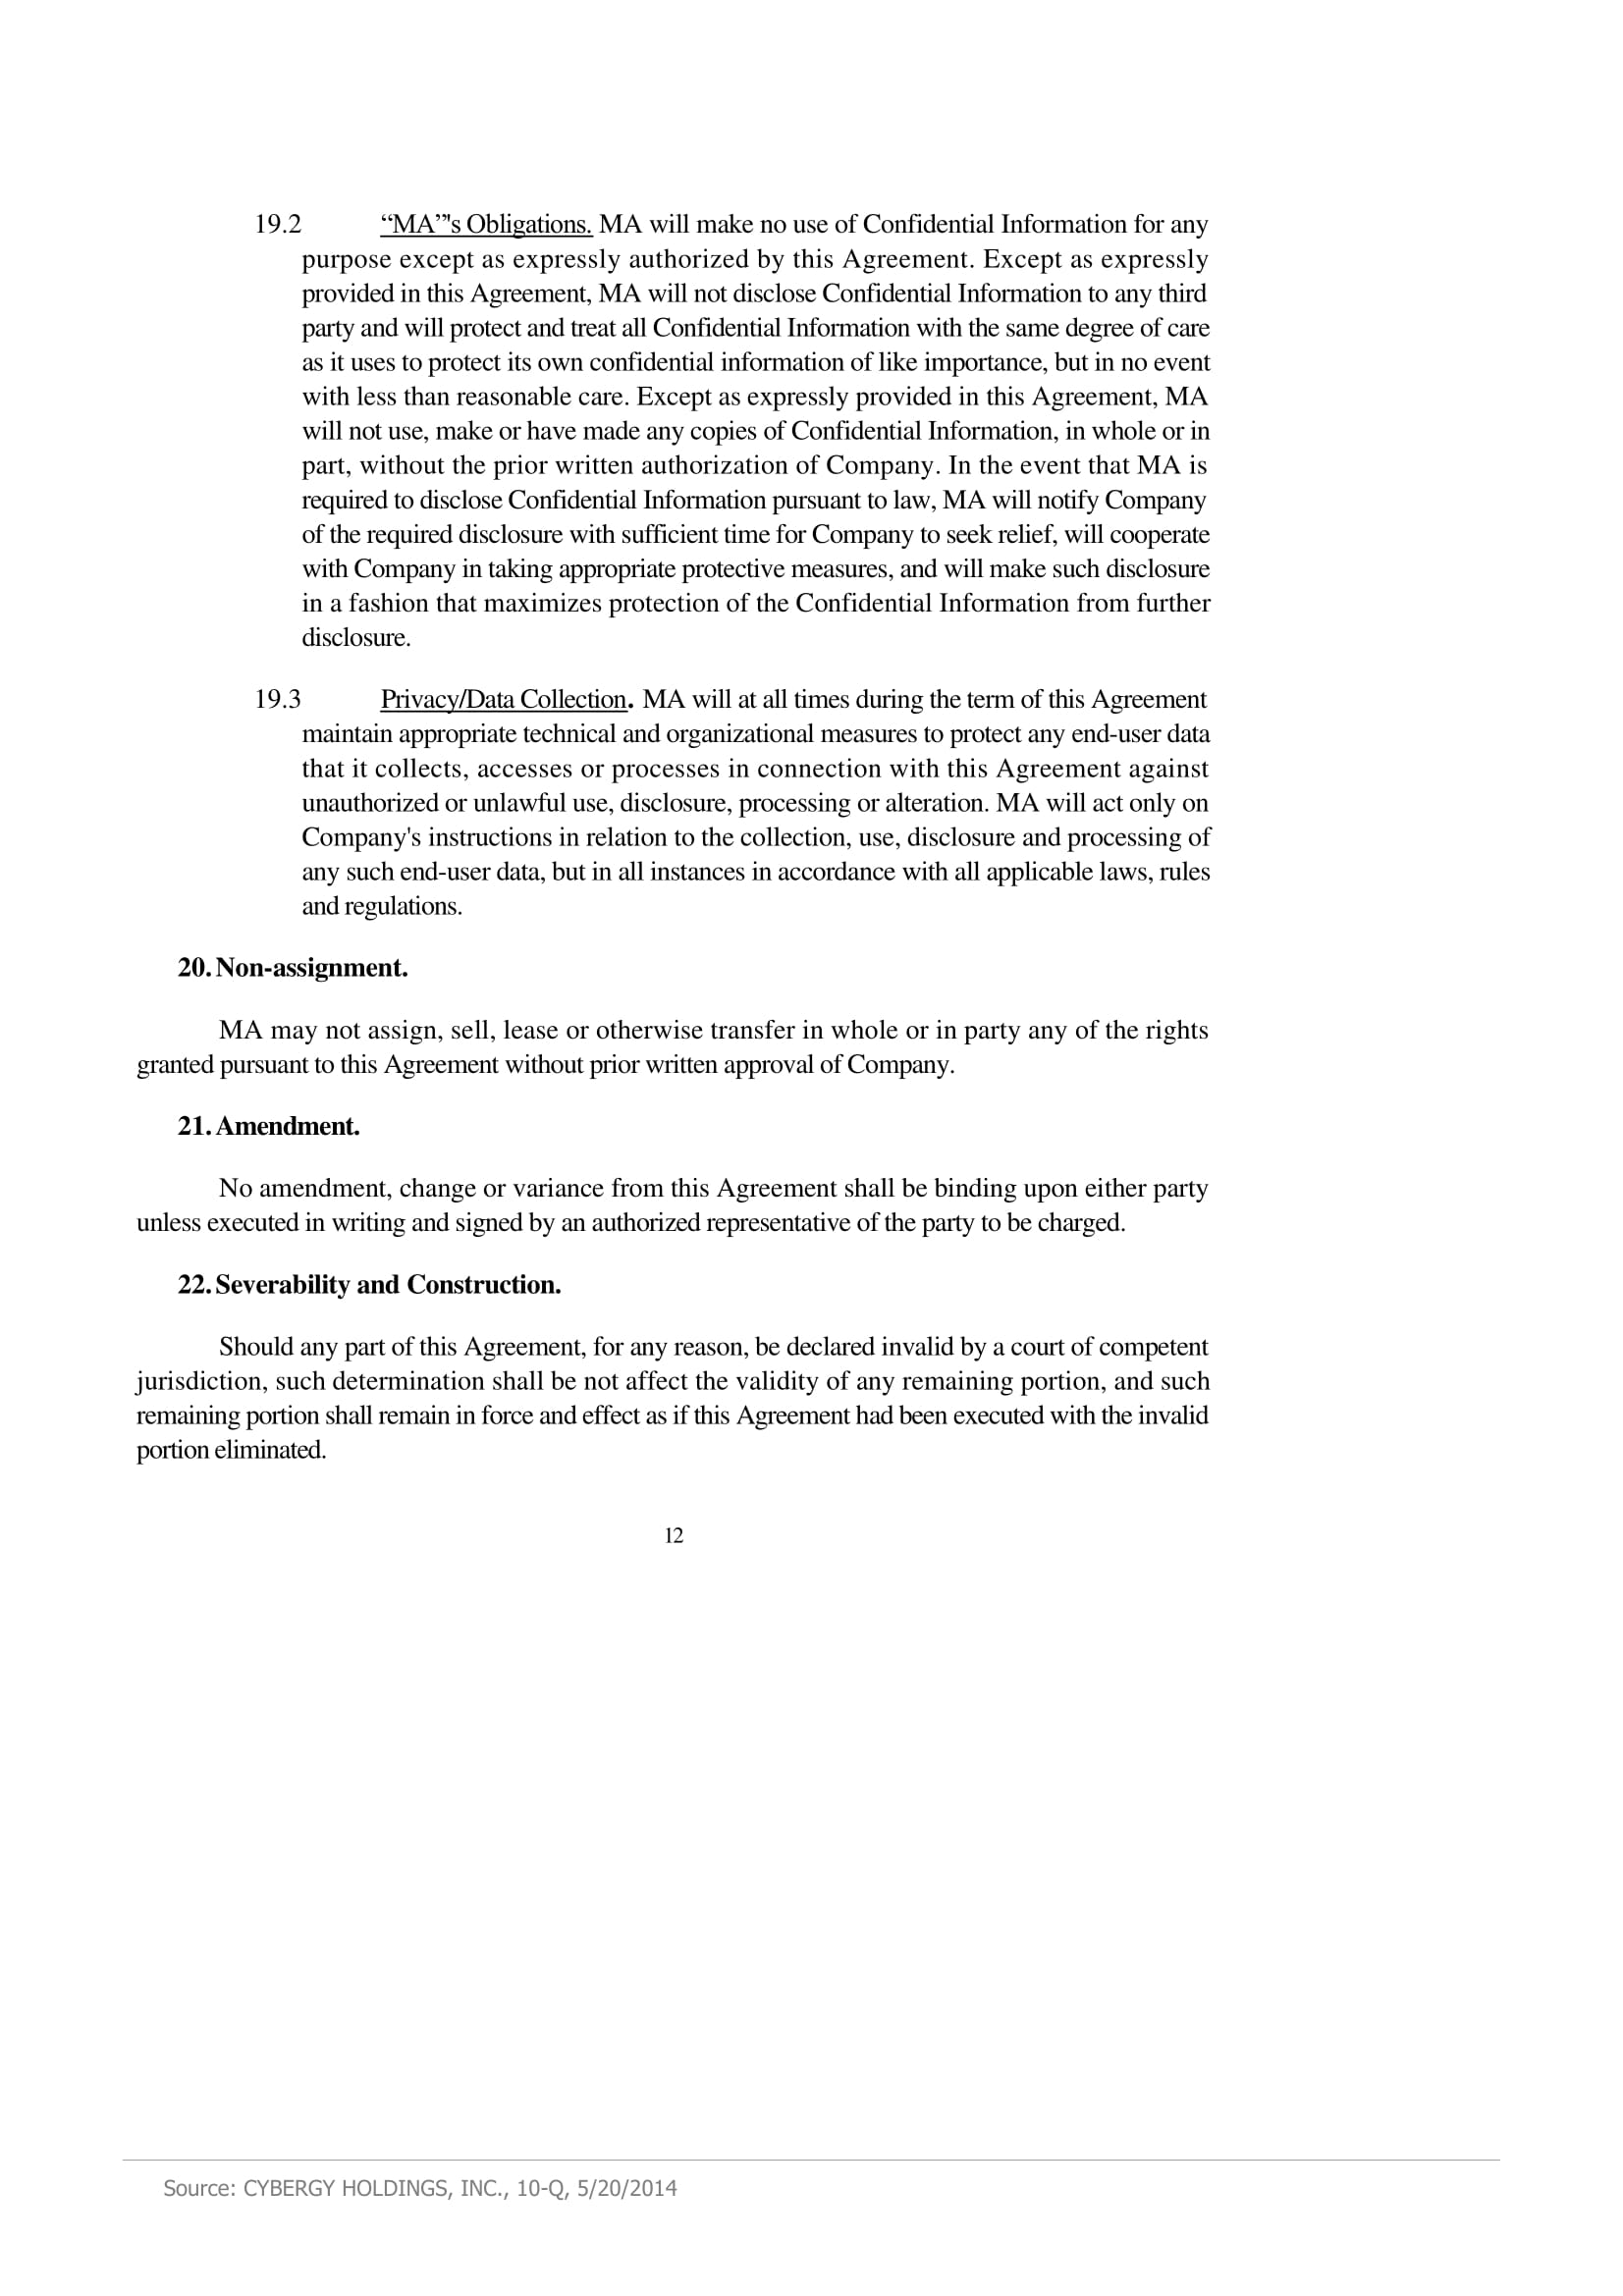 19.2 “MA”'s Obligations. MA will make no use of Confidential Information for any
purpose except as expressly authorized by this Agreement. Except as expressly
provided in this Agreement, MA will not disclose Confidential Information to any third
party and will protect and treat all Confidential Information with the same degree of care
as it uses to protect its own confidential information of like importance, but in no event
with less than reasonable care. Except as expressly provided in this Agreement, MA
will not use, make or have made any copies of Confidential Information, in whole or in
part, without the prior written authorization of Company. In the event that MA is
required to disclose Confidential Information pursuant to law, MA will notify Company
of the required disclosure with sufficient time for Company to seek relief, will cooperate
with Company in taking appropriate protective measures, and will make such disclosure
in a fashion that maximizes protection of the Confidential Information from further
disclosure.
19.3 Privacy/Data Collection. MA will at all times during the term of this Agreement
maintain appropriate technical and organizational measures to protect any end-user data
that it collects, accesses or processes in connection with this Agreement against
unauthorized or unlawful use, disclosure, processing or alteration. MA will act only on
Company's instructions in relation to the collection, use, disclosure and processing of
any such end-user data, but in all instances in accordance with all applicable laws, rules
and regulations.
20. Non-assignment.
MA may not assign, sell, lease or otherwise transfer in whole or in party any of the rights
granted pursuant to this Agreement without prior written approval of Company.
21. Amendment.
No amendment, change or variance from this Agreement shall be binding upon either party
unless executed in writing and signed by an authorized representative of the party to be charged.
22. Severability and Construction.
Should any part of this Agreement, for any reason, be declared invalid by a court of competent
jurisdiction, such determination shall be not affect the validity of any remaining portion, and such
remaining portion shall remain in force and effect as if this Agreement had been executed with the invalid
portion eliminated.
12
Source: CYBERGY HOLDINGS, INC., 10-Q, 5/20/2014